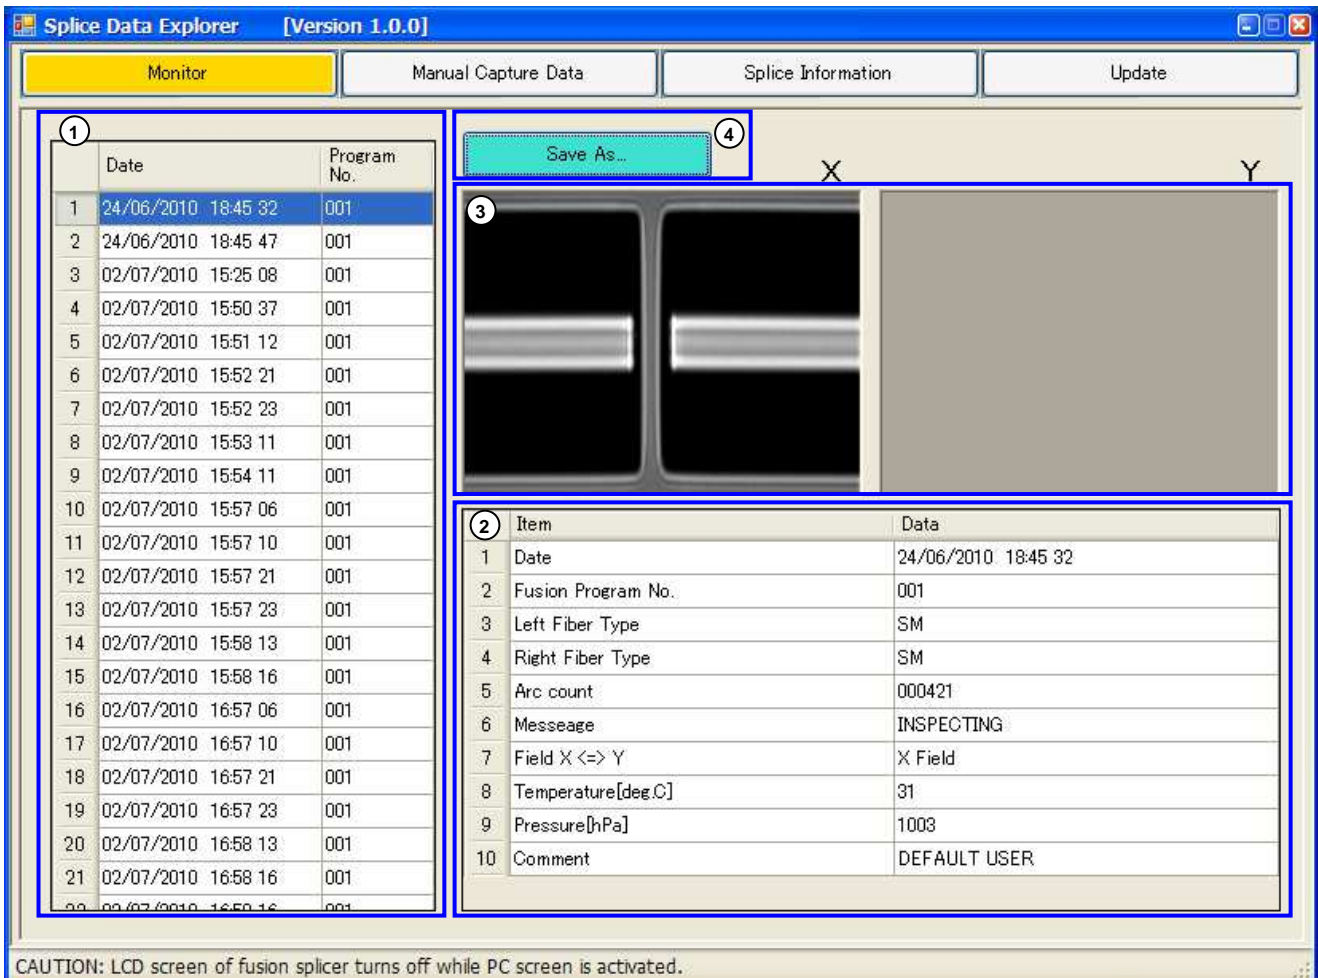 Splice Data Explorer [Version 1.0.0]
Monitor Manual Capture Data Splice Information Update
1
Date Program No.
1 24/06/2010 18:45 32 001
2 24/06/2010 18:45 47 001
3 02/07/2010 15:25 08 001
4 02/07/2010 15:50 37 001
5 02/07/2010 15:51 12 001
6 02/07/2010 15:52 21 001
7 02/07/2010 15:52 23 001
8 02/07/2010 15:53 11 001
9 02/07/2010 15:54 11 001
10 02/07/2010 15:57 06 001
11 02/07/2010 15:57 10 001
12 02/07/2010 15:57 21 001
13 02/07/2010 15:57 23 001
14 02/07/2010 15:58 13 001
15 02/07/2010 15:58 16 001
16 02/07/2010 16:57 06 001
17 02/07/2010 16:57 10 001
18 02/07/2010 16:57 21 001
19 02/07/2010 16:57 23 001
20 02/07/2010 16:58 13 001
21 02/07/2010 16:58 16 001
Save As... 4
X Y
3
2 Item Data
1 Date 24/06/2010 18:45 32
2 Fusion Program No. 001
3 Left Fiber Type SM
4 Right Fiber Type SM
5 Arc count 000421
6 Messeage INSPECTING
7 Field X <=> Y X Field
8 Temperature[deg.C] 31
9 Pressure[hPa] 1003
10 Comment DEFAULT USER
CAUTION: LCD screen of fusion splicer turns off while PC screen is activated.